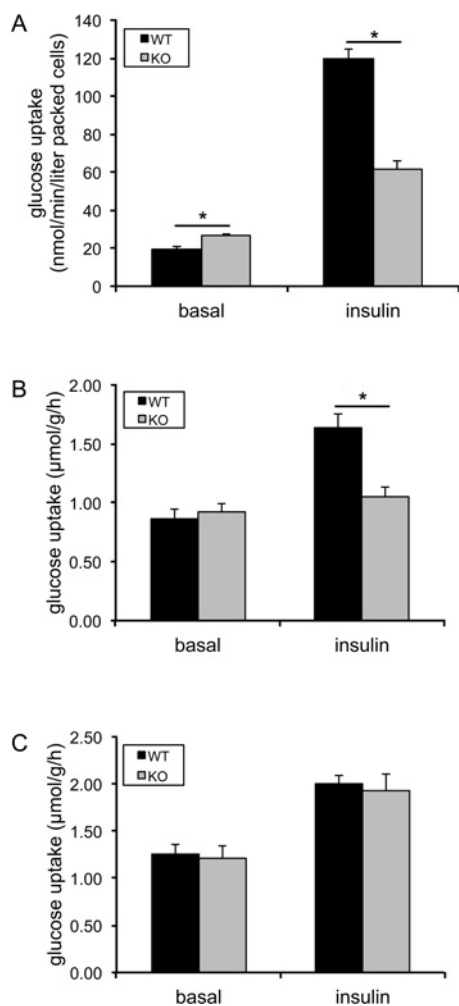 A
WT
KO
glucose uptake
(nmol/min/liter packed cells)
140
120
100
80
60
40
20
0
*
*
basal
insulin
B
WT
KO
glucose uptake (µmol/g/h)
2.00
1.50
1.00
0.50
0.00
*
basal
insulin
C
WT
KO
glucose uptake (µmol/g/h)
2.50
2.00
1.50
1.00
0.50
0.00
basal
insulin